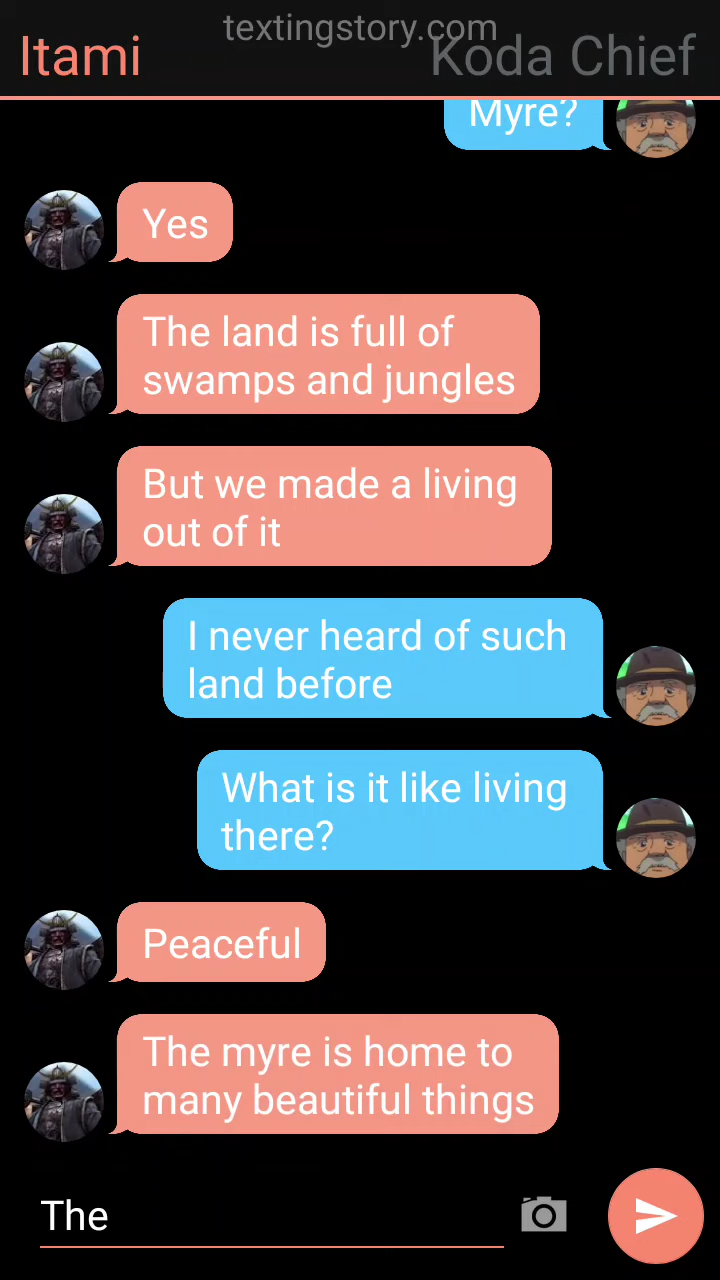 textingstory.com
Itami
Koda Chief
Myre?
Yes
The land is full of
swamps and jungles
But we made a living
out of it
I never heard of such
land before
What is it like living
there?
Peaceful
The myre is home to
many beautiful things
The